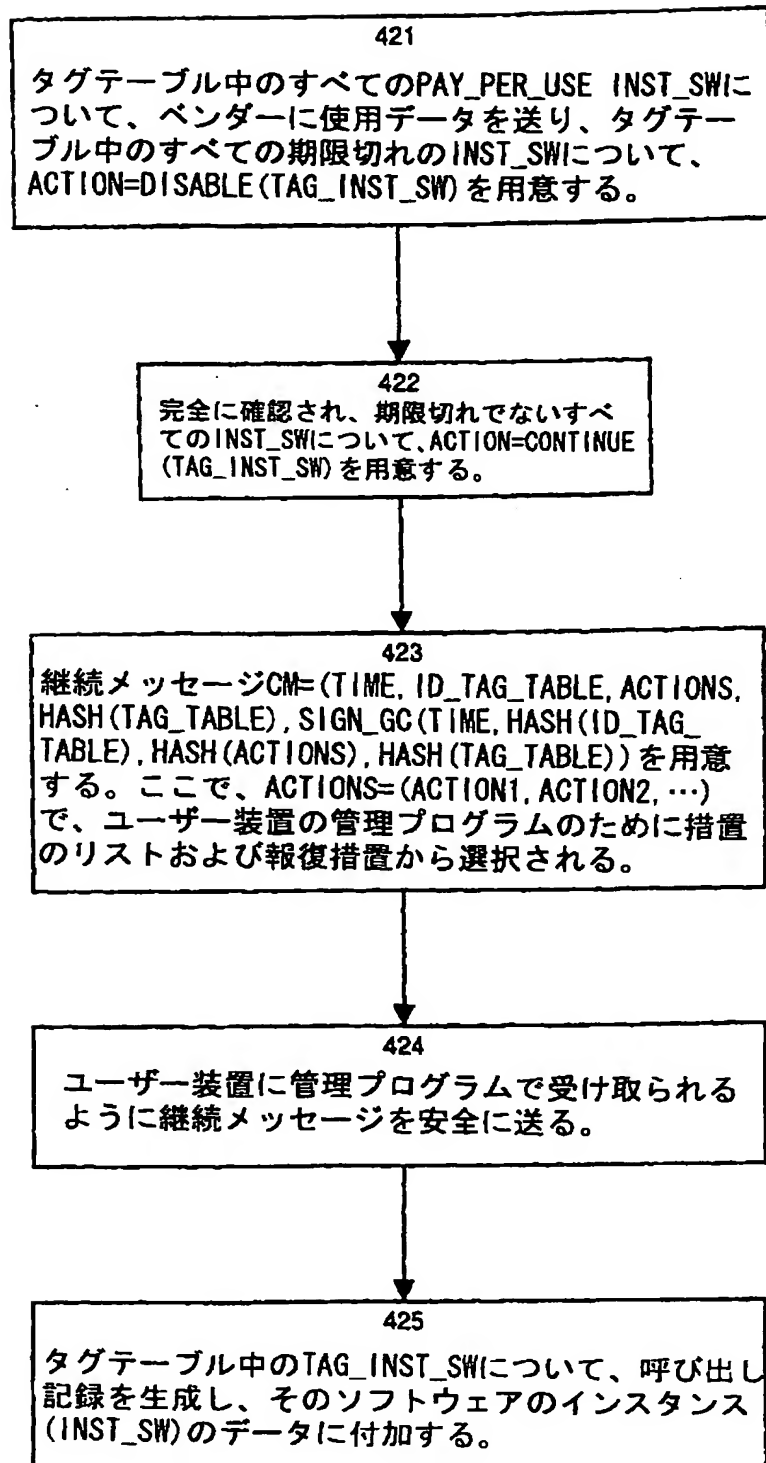 421
タグテーブル中のすべてのPAY_PER_USE INST_SWに
ついて、ベンダーに使用データを送り、タグテー
ブル中のすべての期限切れのINST_SWについて、
ACTION=DISABLE(TAG_INST_SW)を用意する。
422
完全に確認され、期限切れでないすべ
てのINST_SWについて、ACTION=CONTINUE
(TAG_INST_SW)を用意する。
423
継続メッセージCM=(TIME, ID_TAG_TABLE, ACTIONS,
HASH(TAG_TABLE), SIGN_GC(TIME, HASH(ID_TAG_
TABLE), HASH(ACTIONS), HASH(TAG_TABLE))を用意
する。ここで、ACTIONS=(ACTION1, ACTION2, …)
で、ユーザー装置の管理プログラムのために措置
のリストおよび報復措置から選択される。
424
ユーザー装置に管理プログラムで受け取られる
ように継続メッセージを安全に送る。
425
タグテーブル中のTAG_INST_SWについて、呼び出し
記録を生成し、そのソフトウェアのインスタンス
(INST_SW)のデータに付加する。